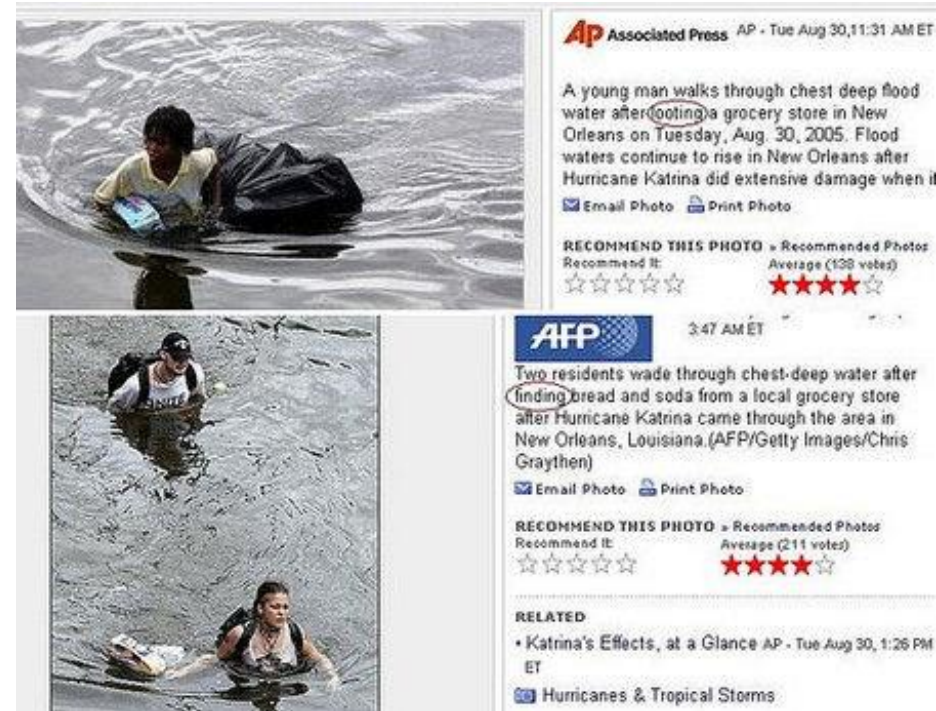 AP Associated Press AP - Tue Aug 30,11:31 AM ET
A young man walks through chest deep flood
water after looting a grocery store in New
Orleans on Tuesday, Aug. 30, 2005. Flood
waters continue to rise in New Orleans after
Hurricane Katrina did extensive damage when it
Email Photo Print Photo
RECOMMEND THIS PHOTO » Recommended Photos
Recommend It: Average (138 votes)
AFP 3:47 AM ET
Two residents wade through chest-deep water after
finding bread and soda from a local grocery store
after Hurricane Katrina came through the area in
New Orleans, Louisiana.(AFP/Getty Images/Chris
Graythen)
Email Photo Print Photo
RECOMMEND THIS PHOTO » Recommended Photos
Recommend It: Average (211 votes)
RELATED
• Katrina's Effects, at a Glance AP - Tue Aug 30, 1:26 PM
ET
Hurricanes & Tropical Storms